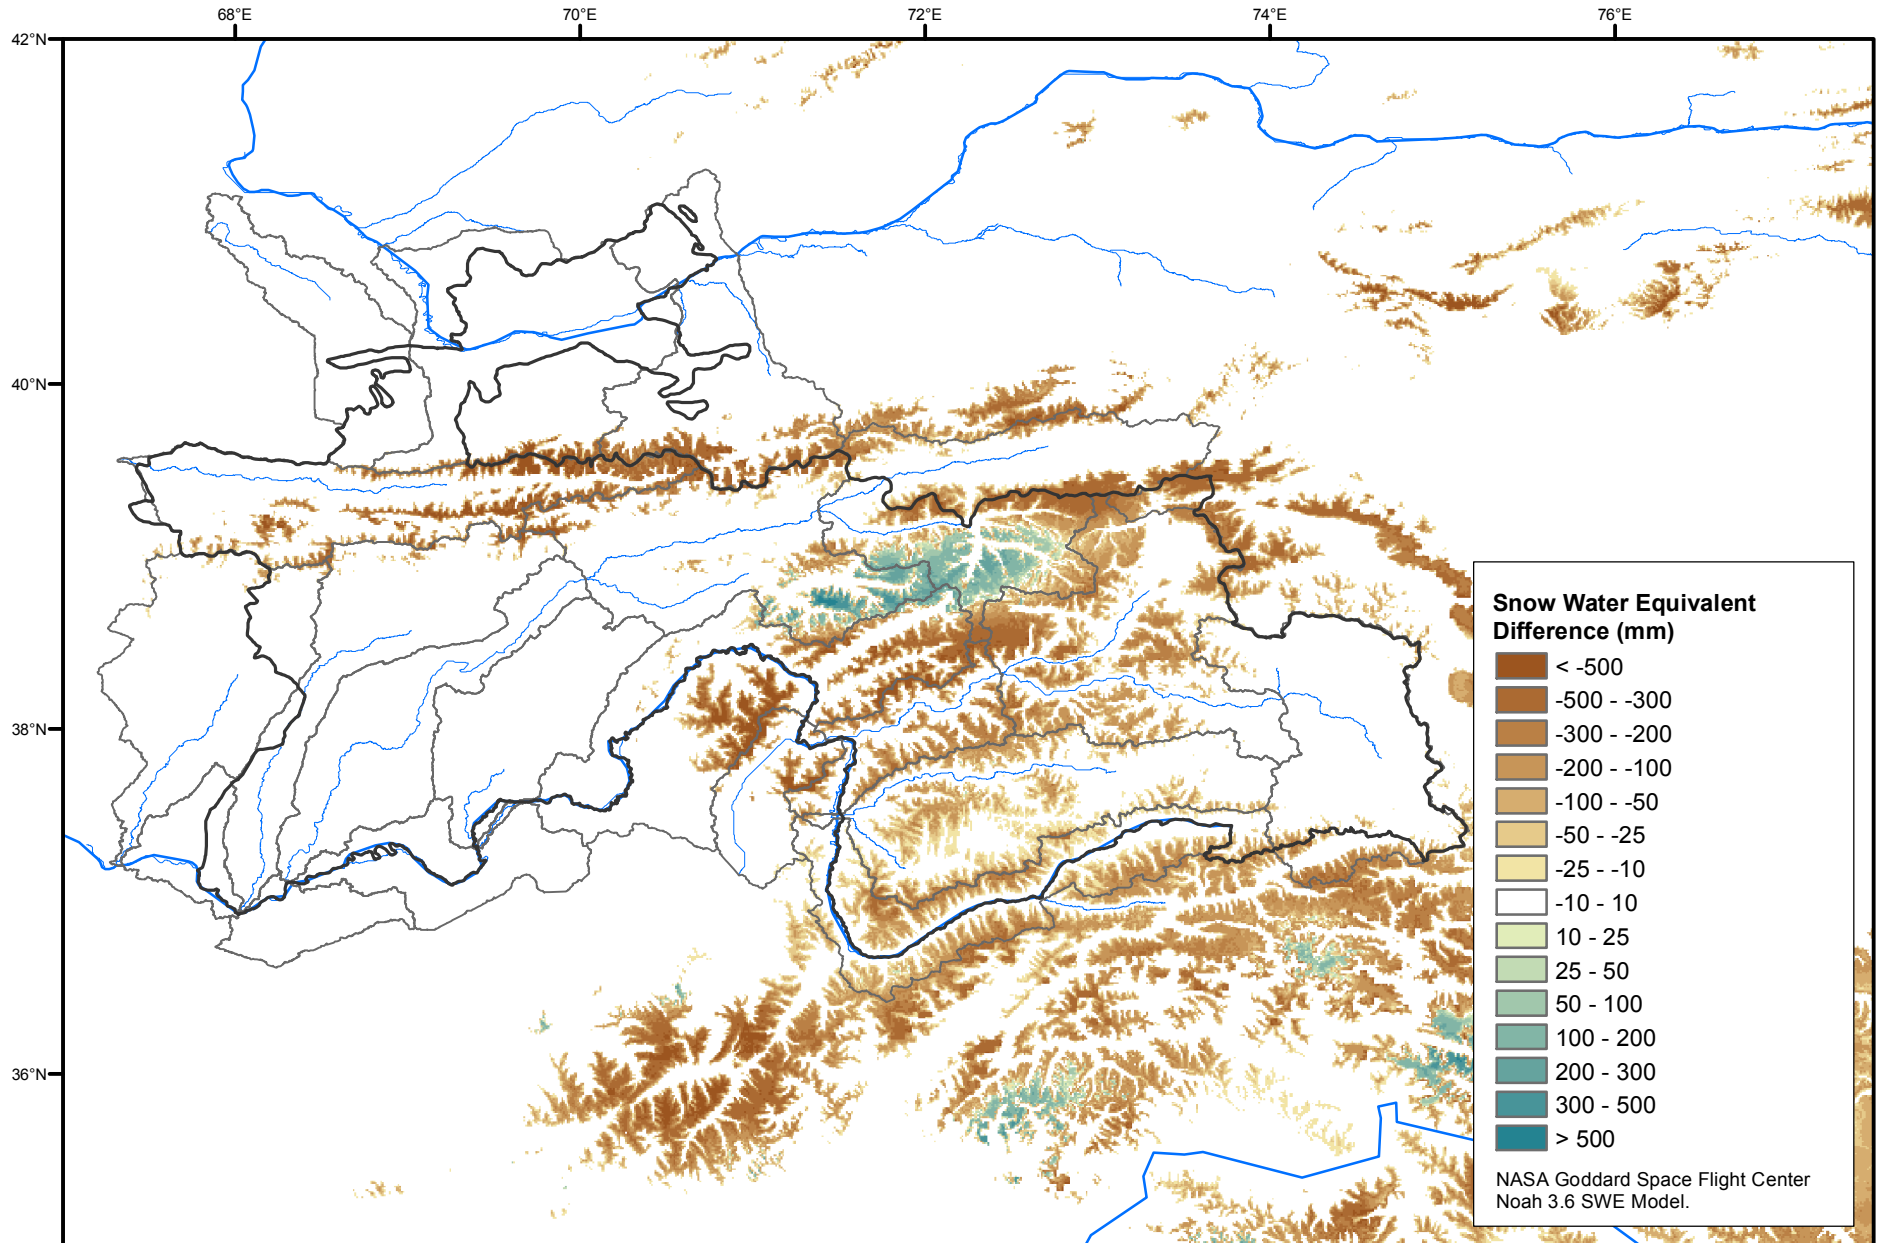 68°E 70°E 72°E 74°E 76°E
42°N
40°N
38°N
36°N
Snow Water Equivalent
Difference (mm)
< -500
-500 - -300
-300 - -200
-200 - -100
-100 - -50
-50 - -25
-25 - -10
-10 - 10
10 - 25
25 - 50
50 - 100
100 - 200
200 - 300
300 - 500
> 500
NASA Goddard Space Flight Center
Noah 3.6 SWE Model.